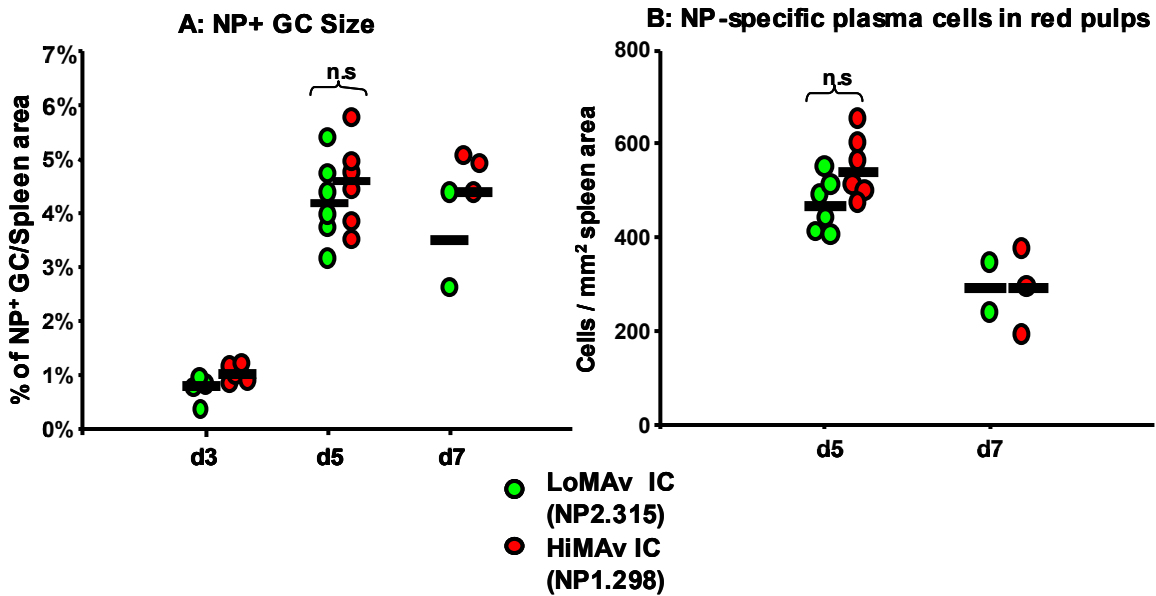 A: NP+ GC Size
% of NP⁺ GC/Spleen area
7%
6%
5%
4%
3%
2%
1%
0%
n.s
d3
d5
d7
B: NP-specific plasma cells in red pulps
Cells / mm² spleen area
800
600
400
200
0
n.s
d5
d7
LoMAv IC
(NP2.315)
HiMAv IC
(NP1.298)